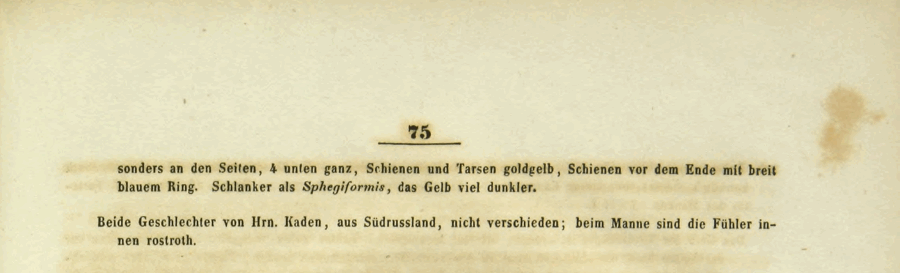 75
sonders an den Seiten, 4 unten ganz, Schienen und Tarsen goldgelb, Schienen vor dem Ende mit breit
blauem Ring. Schlanker als Sphegiformis, das Gelb viel dunkler.
Beide Geschlechter von Hrn. Kaden, aus Südrussland, nicht verschieden; beim Manne sind die Fühler in-
nen rostroth.